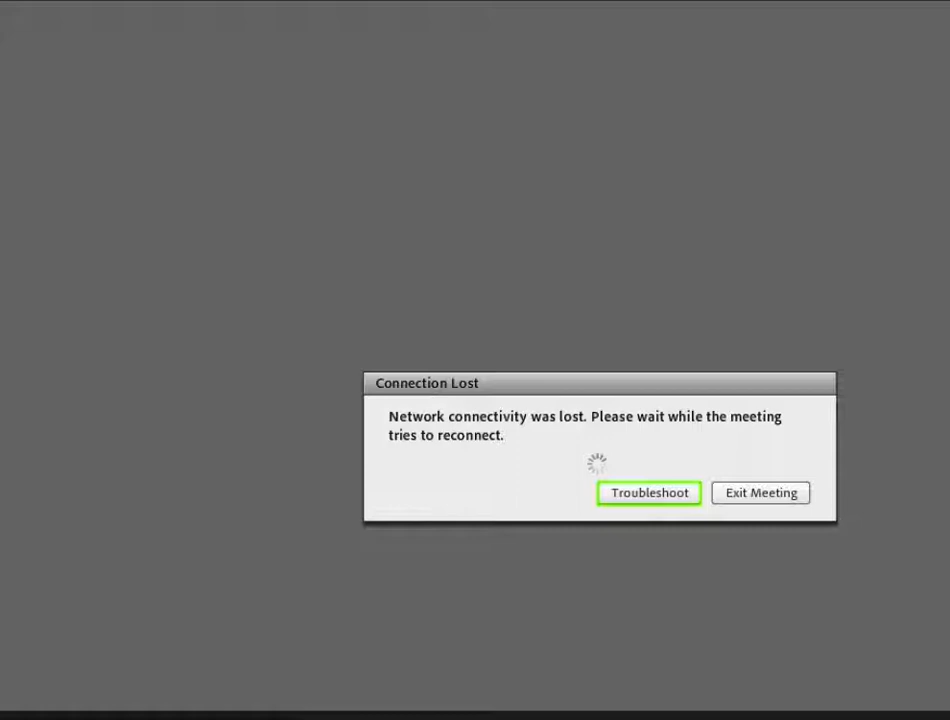 Connection Lost
Network connectivity was lost. Please wait while the meeting
tries to reconnect.
Troubleshoot Exit Meeting